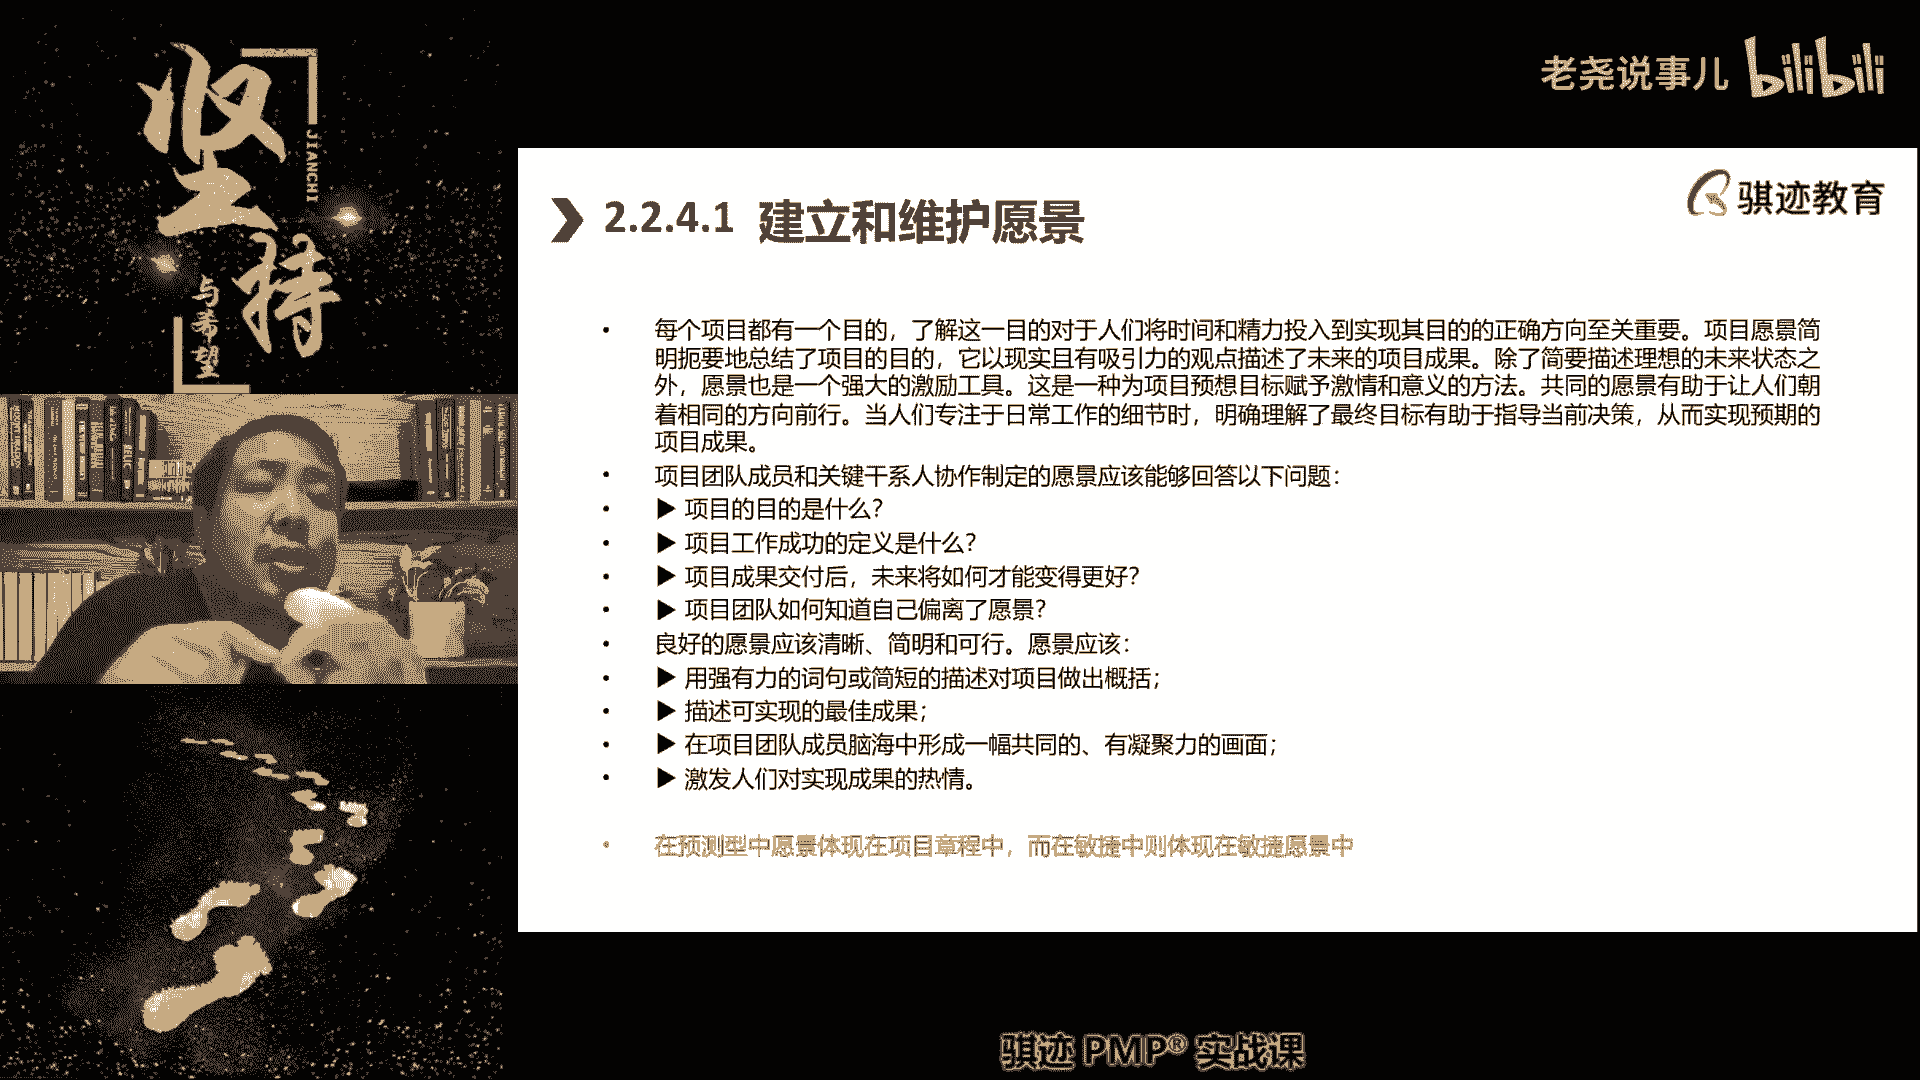 坚持
JIANCHI
与希望
老尧说事儿 bilibili
骐迹教育
2.2.4.1 建立和维护愿景
• 每个项目都有一个目的，了解这一目的对于人们将时间和精力投入到实现其目的的正确方向至关重要。项目愿景简
明扼要地总结了项目的目的，它以现实且有吸引力的观点描述了未来的项目成果。除了简要描述理想的未来状态之
外，愿景也是一个强大的激励工具。这是一种为项目预想目标赋予激情和意义的方法。共同的愿景有助于让人们朝
着相同的方向前行。当人们专注于日常工作的细节时，明确理解了最终目标有助于指导当前决策，从而实现预期的
项目成果。
• 项目团队成员和关键干系人协作制定的愿景应该能够回答以下问题：
• ▶ 项目的目的是什么？
• ▶ 项目工作成功的定义是什么？
• ▶ 项目成果交付后，未来将如何才能变得更好？
• ▶ 项目团队如何知道自己偏离了愿景？
• 良好的愿景应该清晰、简明和可行。愿景应该：
• ▶ 用强有力的词句或简短的描述对项目做出概括；
• ▶ 描述可实现的最佳成果；
• ▶ 在项目团队成员脑海中形成一幅共同的、有凝聚力的画面；
• ▶ 激发人们对实现成果的热情。
• 在预测型中愿景体现在项目章程中，而在敏捷中则体现在敏捷愿景中
骐迹 PMP® 实战课